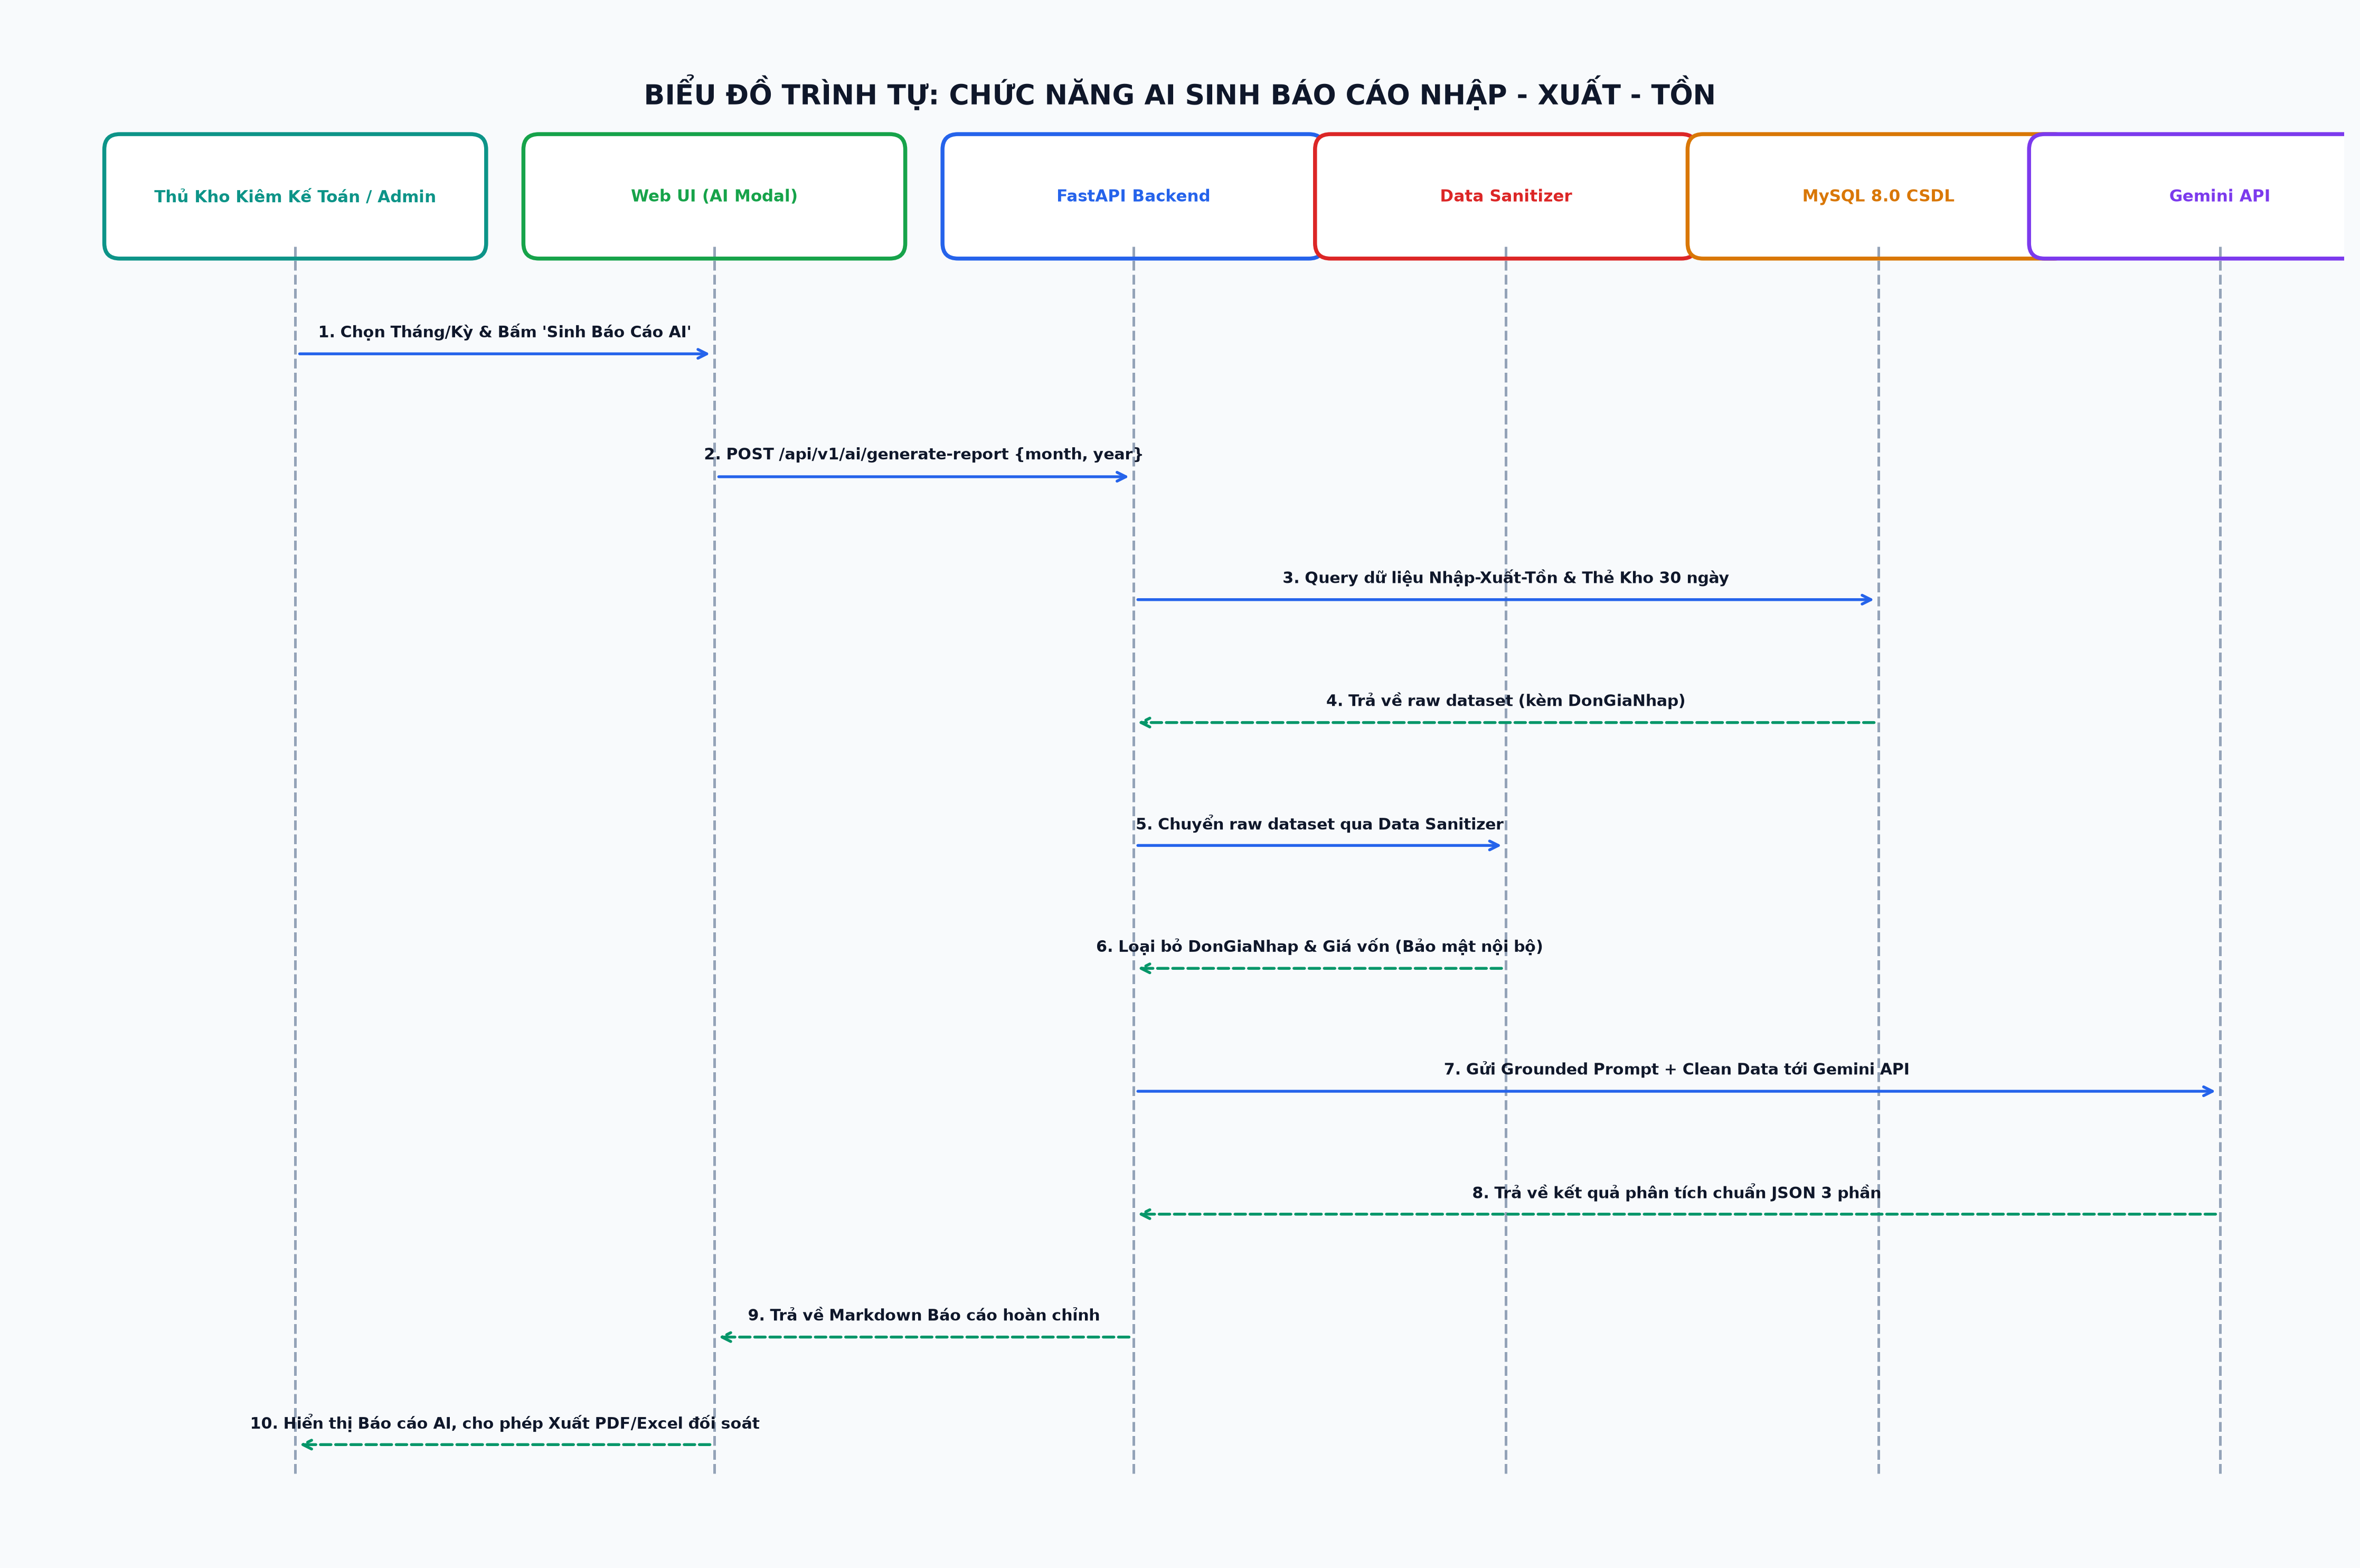 BIỂU ĐỒ TRÌNH TỰ: CHỨC NĂNG AI SINH BÁO CÁO NHẬP - XUẤT - TỒN
Thủ Kho Kiêm Kế Toán / Admin
Web UI (AI Modal)
FastAPI Backend
Data Sanitizer
MySQL 8.0 CSDL
Gemini API
1. Chọn Tháng/Kỳ & Bấm 'Sinh Báo Cáo AI'
2. POST /api/v1/ai/generate-report {month, year}
3. Query dữ liệu Nhập-Xuất-Tồn & Thẻ Kho 30 ngày
4. Trả về raw dataset (kèm DonGiaNhap)
5. Chuyển raw dataset qua Data Sanitizer
6. Loại bỏ DonGiaNhap & Giá vốn (Bảo mật nội bộ)
7. Gửi Grounded Prompt + Clean Data tới Gemini API
8. Trả về kết quả phân tích chuẩn JSON 3 phần
9. Trả về Markdown Báo cáo hoàn chỉnh
10. Hiển thị Báo cáo AI, cho phép Xuất PDF/Excel đối soát